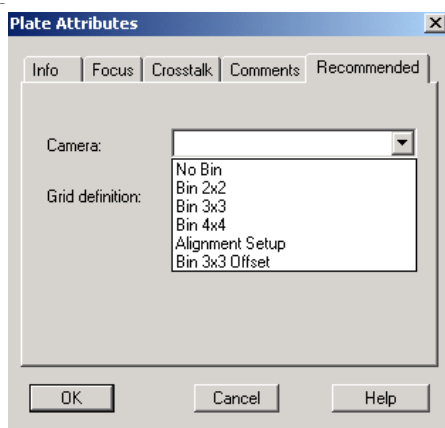 Plate Attributes
Info Focus Crosstalk Comments Recommended
Camera:
No Bin
Bin 2x2
Grid definition:
Bin 3x3
Bin 4x4
Alignment Setup
Bin 3x3 Offset
OK Cancel Help